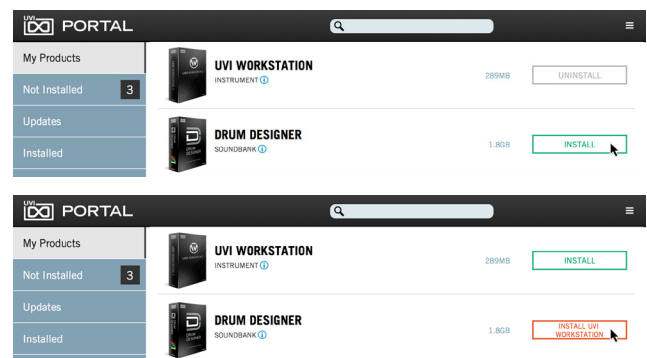 UVI PORTAL
My Products
Not Installed 3
Updates
Installed
UVI WORKSTATION
INSTRUMENT
289MB UNINSTALL
DRUM DESIGNER
SOUNDBANK
1.8GB INSTALL
UVI PORTAL
My Products
Not Installed 3
Updates
Installed
UVI WORKSTATION
INSTRUMENT
289MB INSTALL
DRUM DESIGNER
SOUNDBANK
1.8GB
INSTALL UVI
WORKSTATION